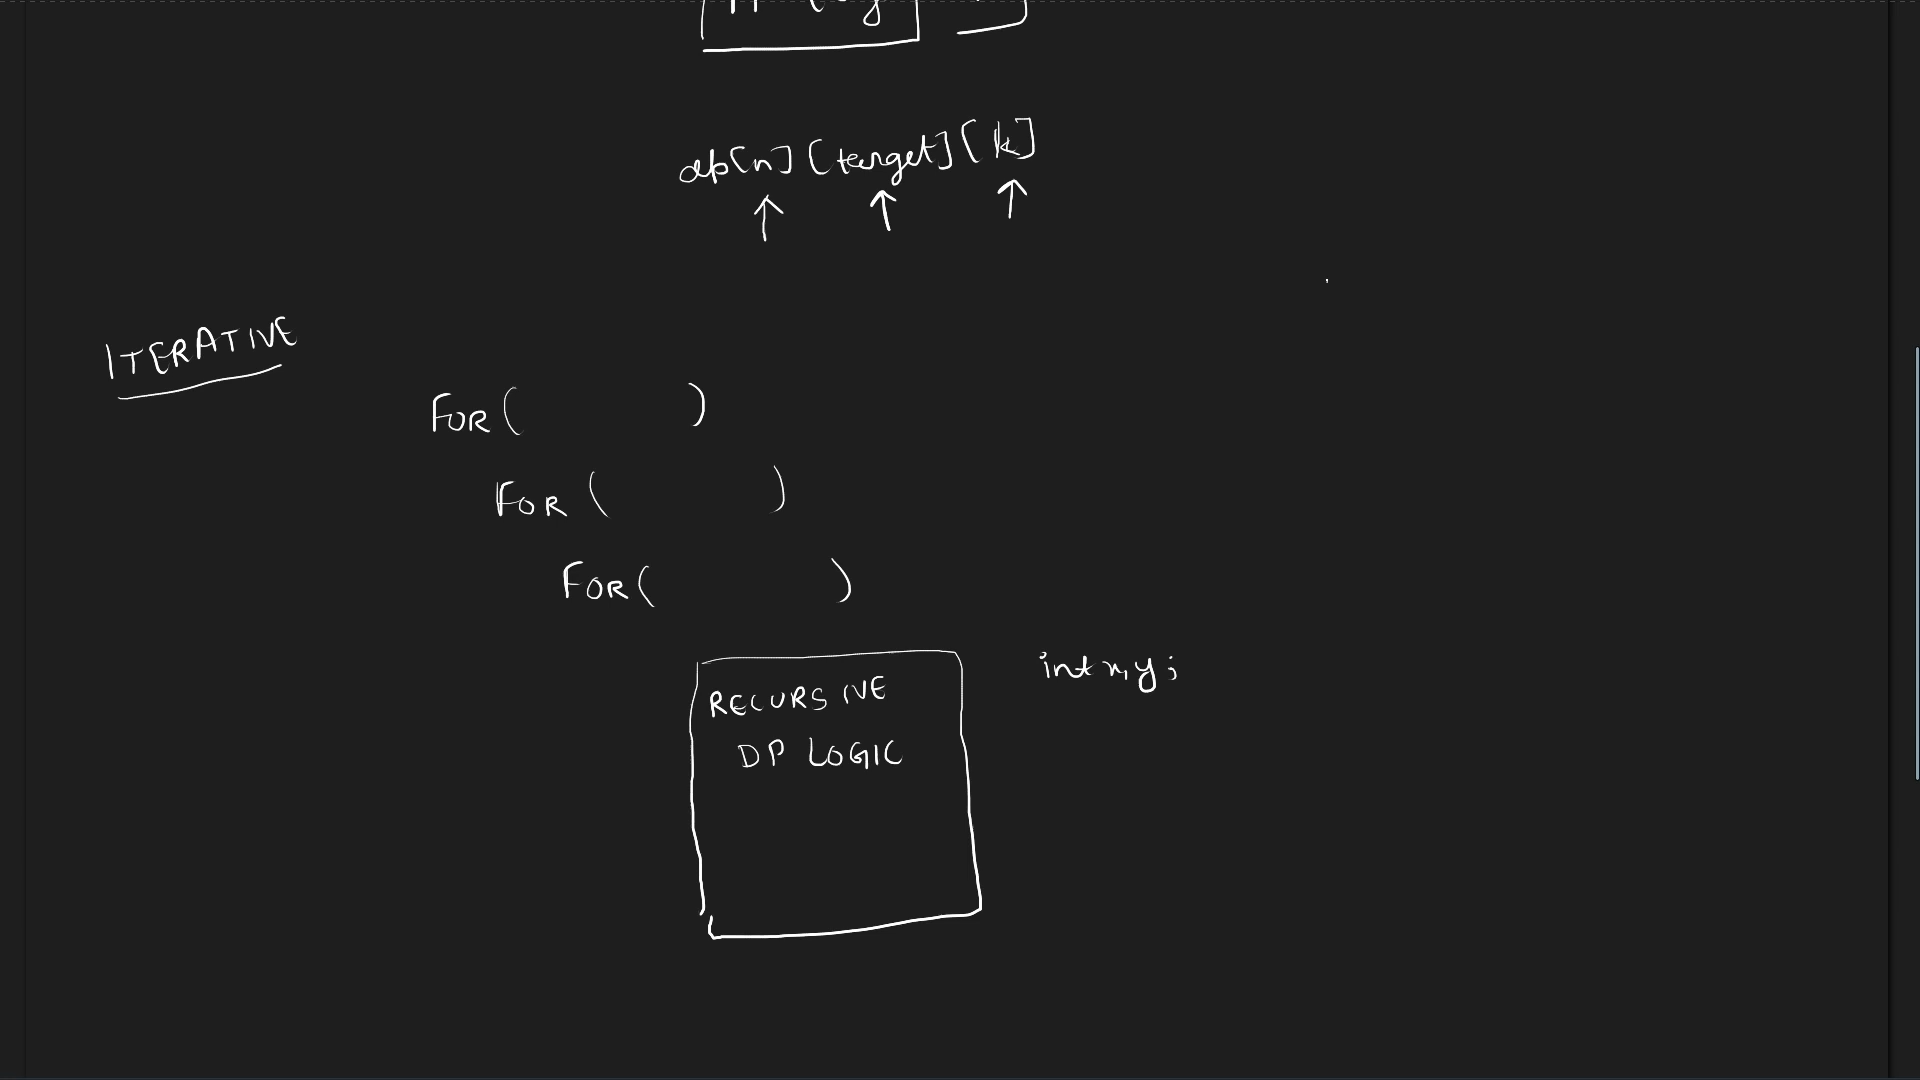 dp[n][target][k]
ITERATIVE
FOR( )
FOR( )
FOR( )
RECURSIVE
DP LOGIC
int x,y;